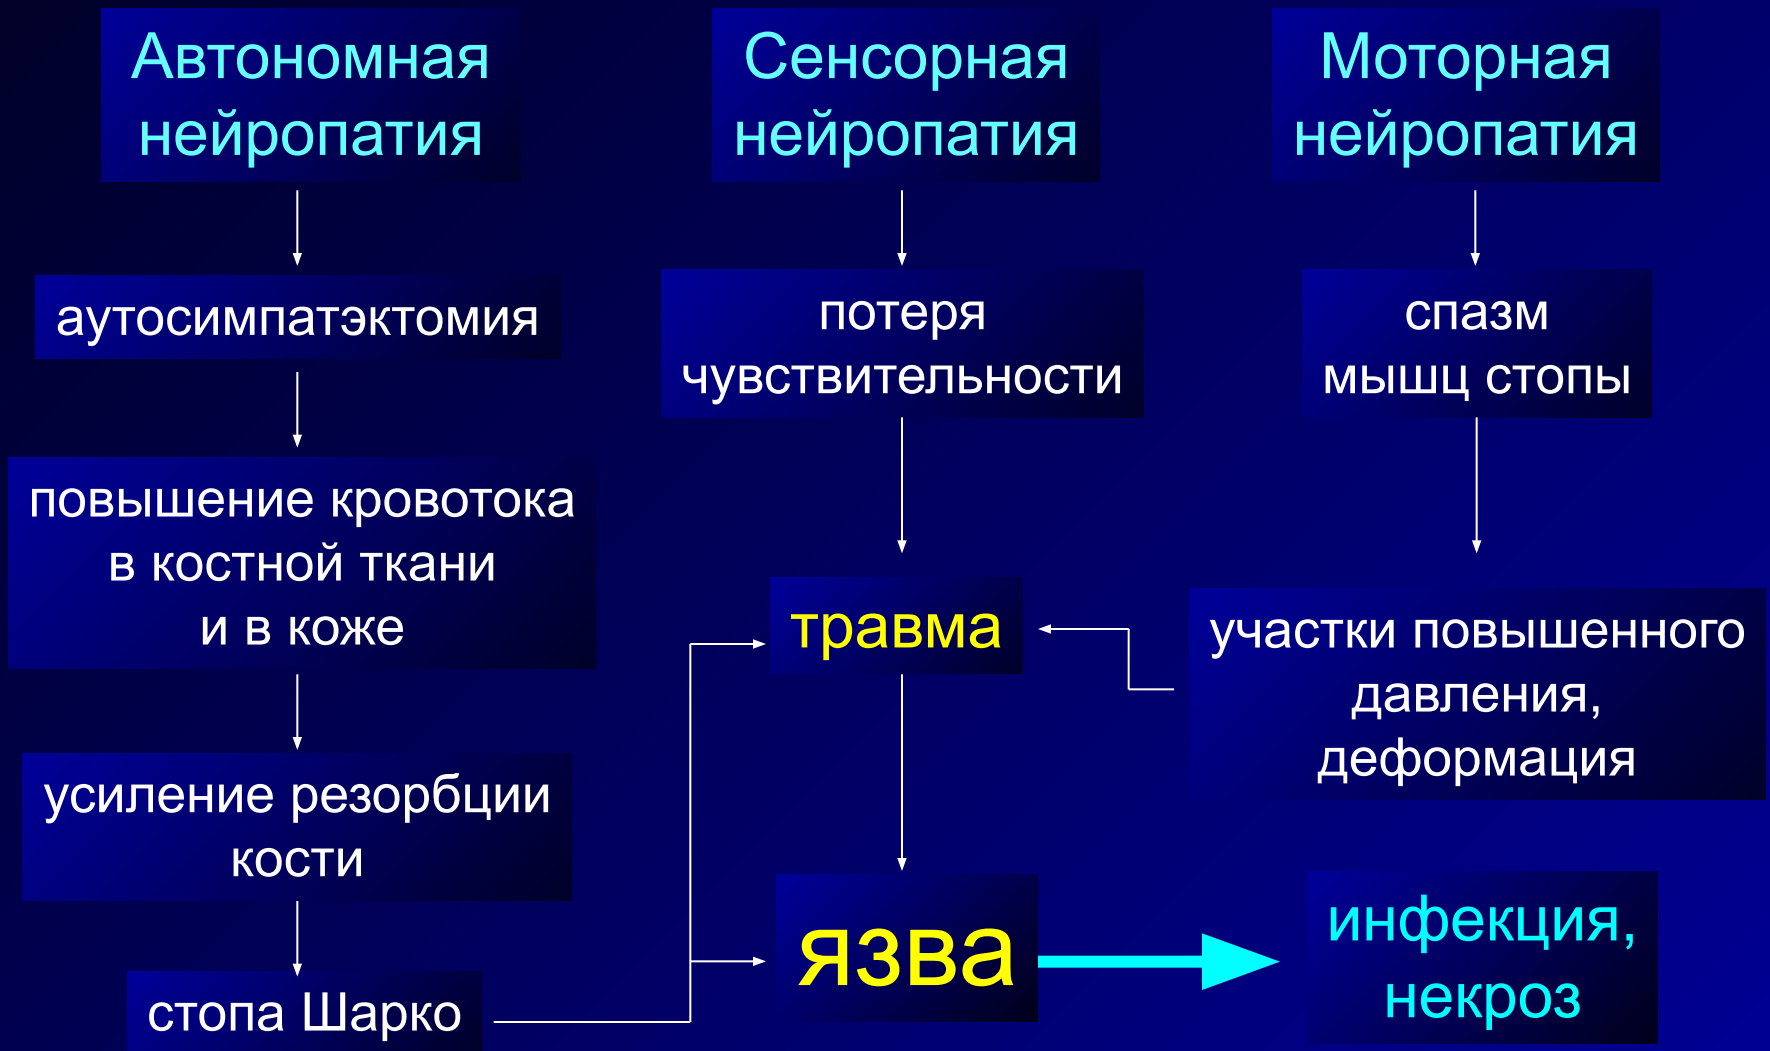 Автономная
нейропатия
Сенсорная
нейропатия
Моторная
нейропатия
аутосимпатэктомия
потеря
чувствительности
спазм
мышц стопы
повышение кровотока
в костной ткани
и в коже
травма
участки повышенного
давления,
деформация
усиление резорбции
кости
язва
инфекция,
некроз
стопа Шарко